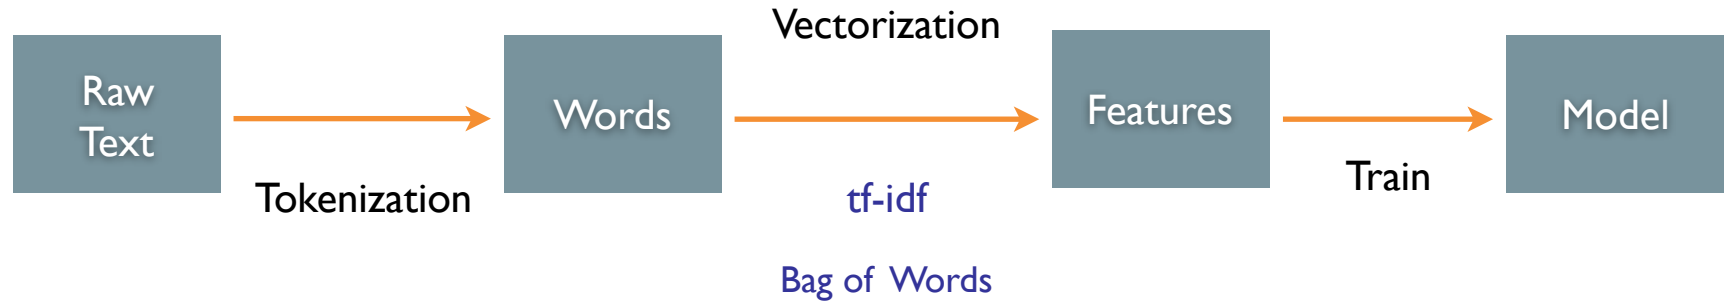 Raw
Text
Tokenization
Words
Vectorization
tf-idf
Bag of Words
Features
Train
Model